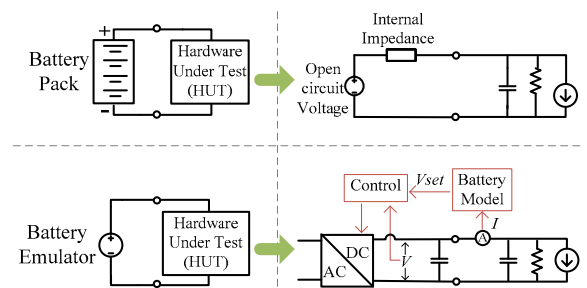 Battery
Pack
+
-
Hardware
Under Test
(HUT)
Internal
Impedance
Open
circuit
Voltage
+
-
Battery
Emulator
+
-
Hardware
Under Test
(HUT)
Control
Vset
Battery
Model
I
A
DC
AC
V